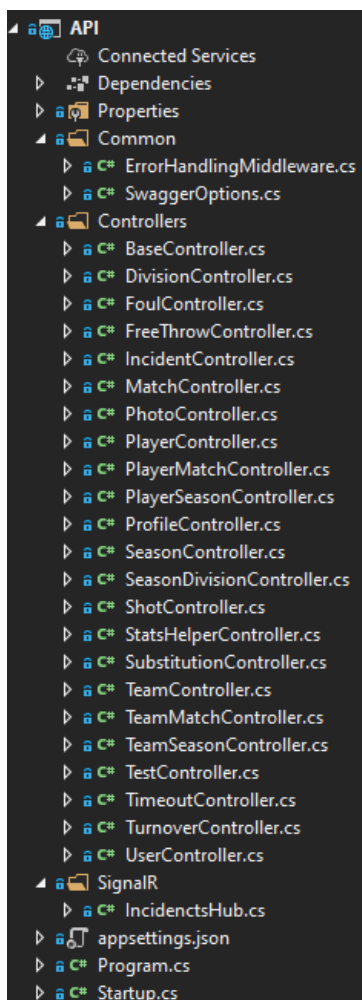 API
Connected Services
Dependencies
Properties
Common
C# ErrorHandlingMiddleware.cs
C# SwaggerOptions.cs
Controllers
C# BaseController.cs
C# DivisionController.cs
C# FoulController.cs
C# FreeThrowController.cs
C# IncidentController.cs
C# MatchController.cs
C# PhotoController.cs
C# PlayerController.cs
C# PlayerMatchController.cs
C# PlayerSeasonController.cs
C# ProfileController.cs
C# SeasonController.cs
C# SeasonDivisionController.cs
C# ShotController.cs
C# StatsHelperController.cs
C# SubstitutionController.cs
C# TeamController.cs
C# TeamMatchController.cs
C# TeamSeasonController.cs
C# TestController.cs
C# TimeoutController.cs
C# TurnoverController.cs
C# UserController.cs
SignalR
C# IncidenctsHub.cs
appsettings.json
C# Program.cs
C# Startup.cs